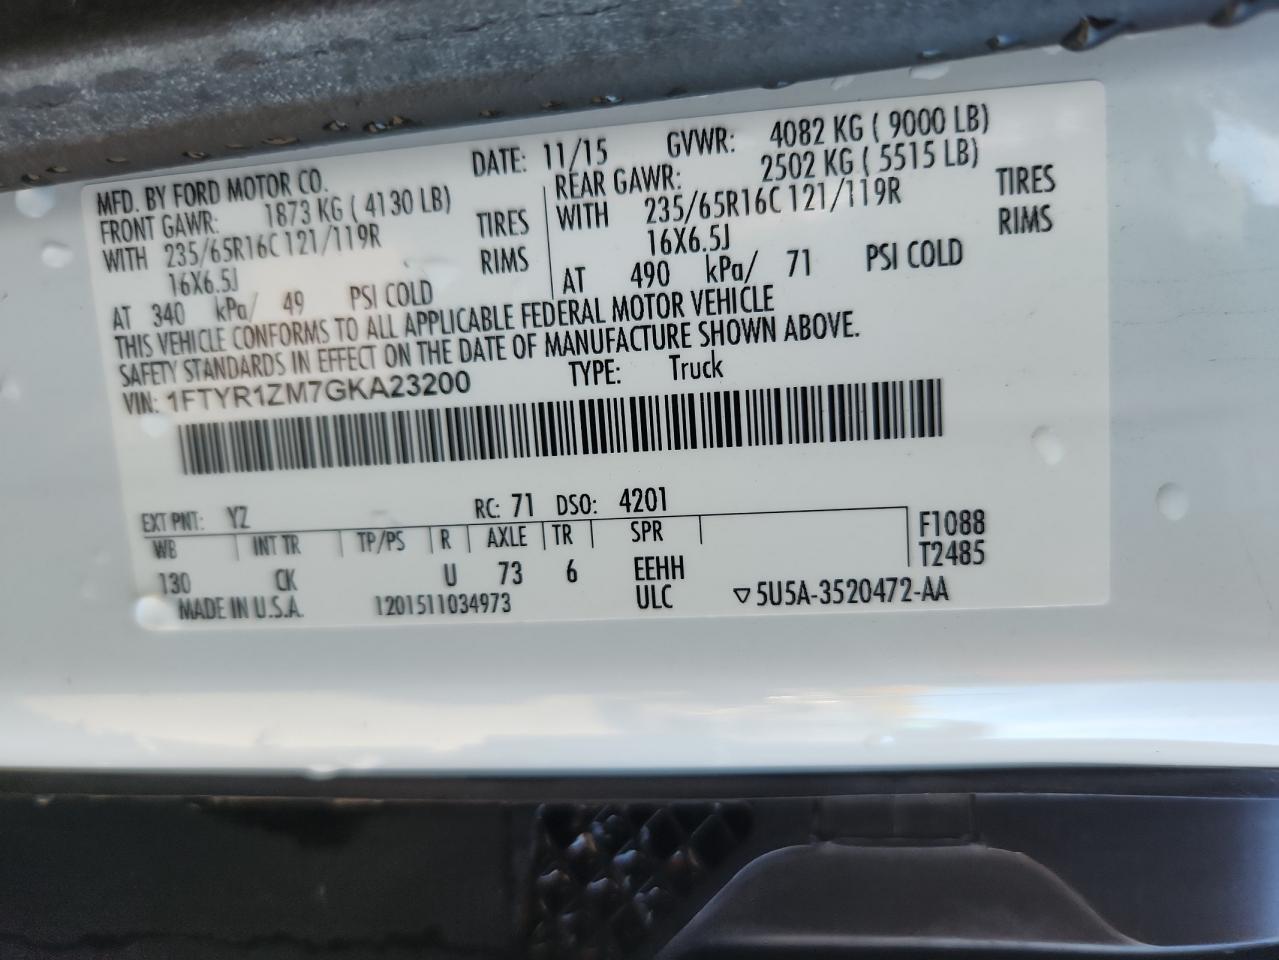 MFD. BY FORD MOTOR CO. DATE: 11/15 GVWR: 4082 KG ( 9000 LB)
FRONT GAWR: 1873 KG ( 4130 LB) REAR GAWR: 2502 KG ( 5515 LB)
WITH 235/65R16C 121/119R TIRES WITH 235/65R16C 121/119R TIRES
16X6.5J RIMS 16X6.5J RIMS
AT 340 kPa/ 49 PSI COLD AT 490 kPa/ 71 PSI COLD
THIS VEHICLE CONFORMS TO ALL APPLICABLE FEDERAL MOTOR VEHICLE
SAFETY STANDARDS IN EFFECT ON THE DATE OF MANUFACTURE SHOWN ABOVE.
VIN: 1FTYR1ZM7GKA23200 TYPE: Truck
EXT PNT: YZ RC: 71 DSO: 4201
WB INT TR TP/PS R AXLE TR SPR F1088
T2485
130 CK U 73 6 EEHH
MADE IN U.S.A. 1201511034973 ULC ▽5U5A-3520472-AA